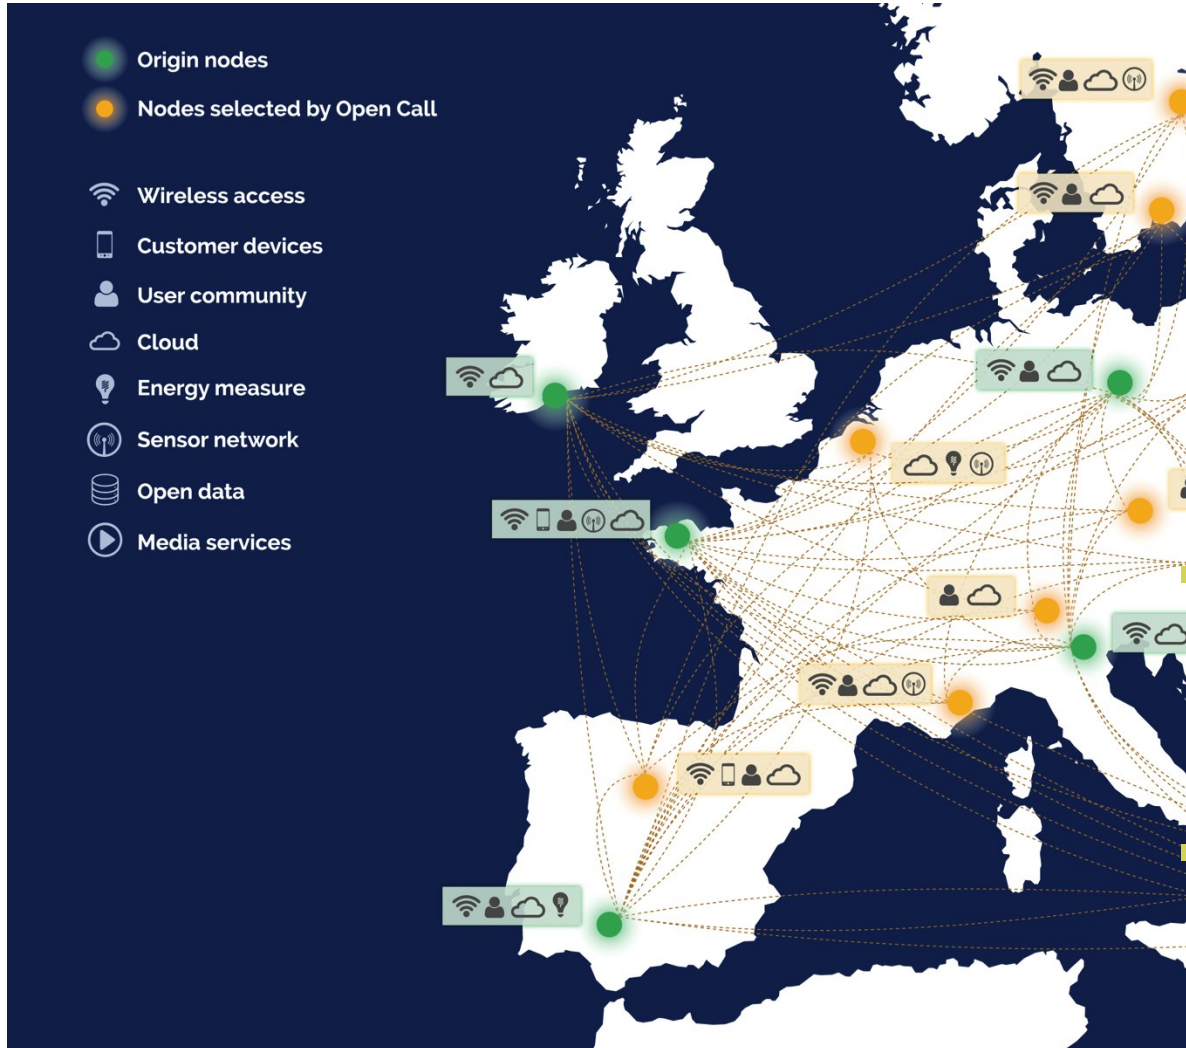 Origin nodes
Nodes selected by Open Call
Wireless access
Customer devices
User community
Cloud
Energy measure
Sensor network
Open data
Media services